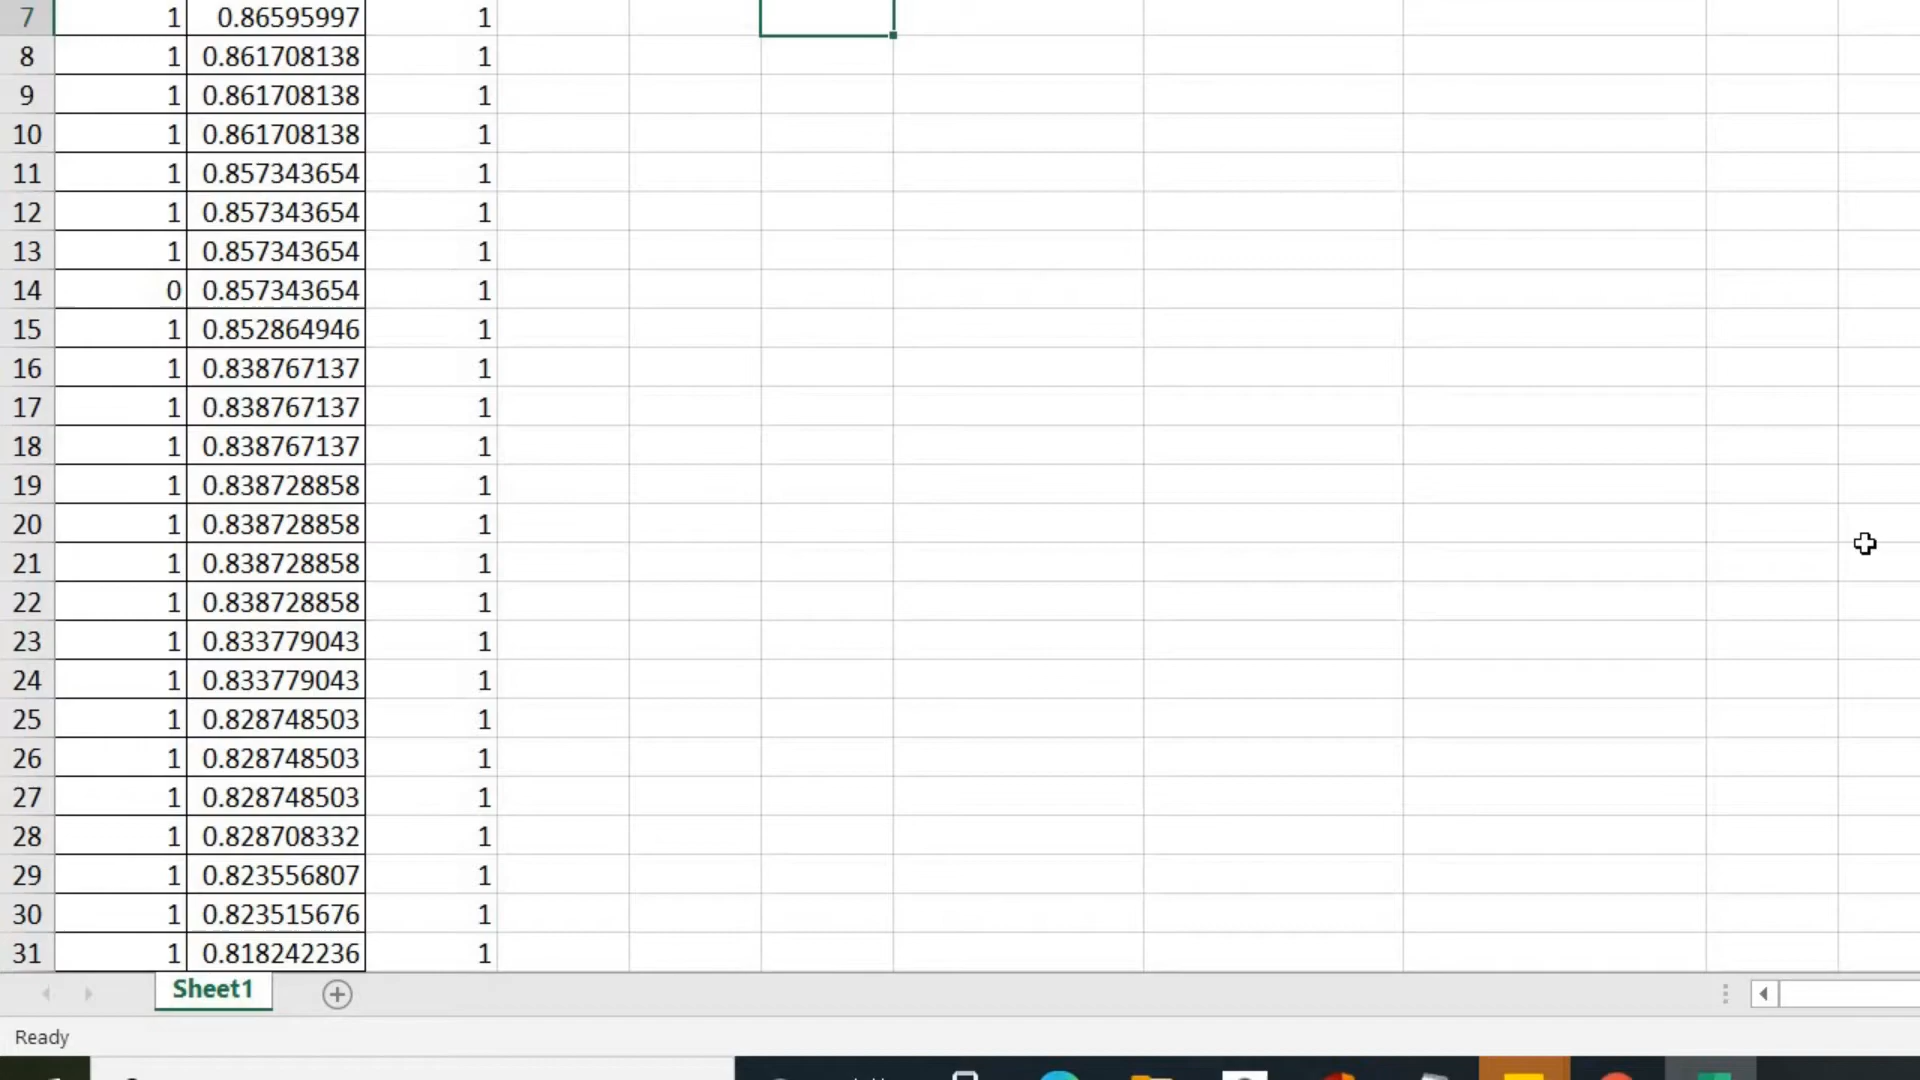 7 1 0.86595997 1
8 1 0.861708138 1
9 1 0.861708138 1
10 1 0.861708138 1
11 1 0.857343654 1
12 1 0.857343654 1
13 1 0.857343654 1
14 0 0.857343654 1
15 1 0.852864946 1
16 1 0.838767137 1
17 1 0.838767137 1
18 1 0.838767137 1
19 1 0.838728858 1
20 1 0.838728858 1
21 1 0.838728858 1
22 1 0.838728858 1
23 1 0.833779043 1
24 1 0.833779043 1
25 1 0.828748503 1
26 1 0.828748503 1
27 1 0.828748503 1
28 1 0.828708332 1
29 1 0.823556807 1
30 1 0.823515676 1
31 1 0.818242236 1
Sheet1
Ready